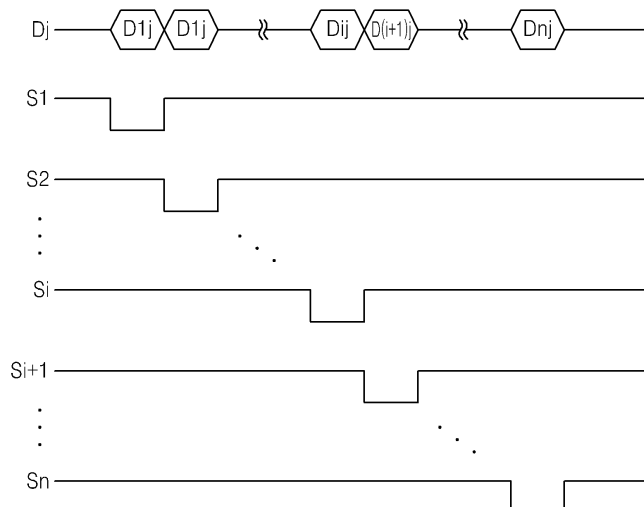 Dj D1j D1j Dij D(i+1)j Dnj
S1
S2
Si
Si+1
Sn